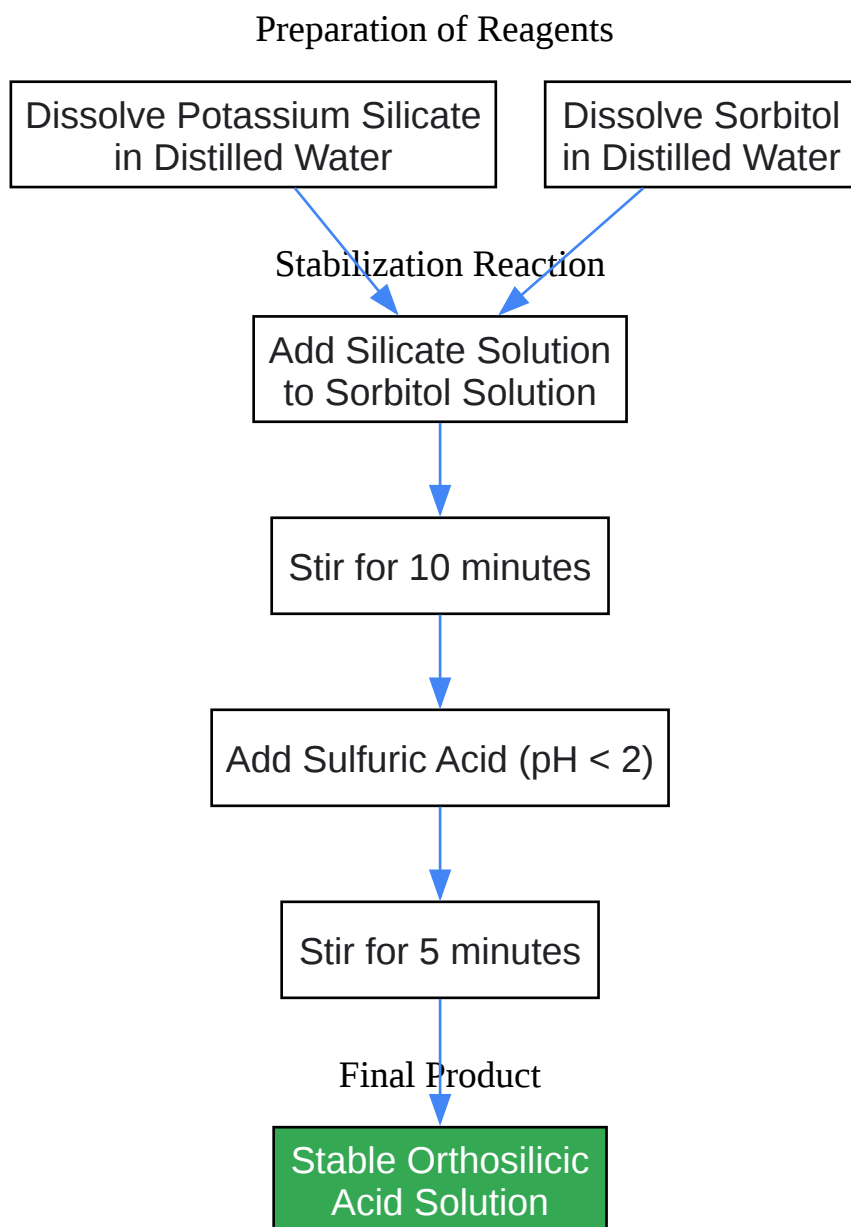 Preparation of Reagents
Dissolve Potassium Silicate
in Distilled Water
Dissolve Sorbitol
in Distilled Water
Stabilization Reaction
Add Silicate Solution
to Sorbitol Solution
Stir for 10 minutes
Add Sulfuric Acid (pH < 2)
Stir for 5 minutes
Final Product
Stable Orthosilicic
Acid Solution